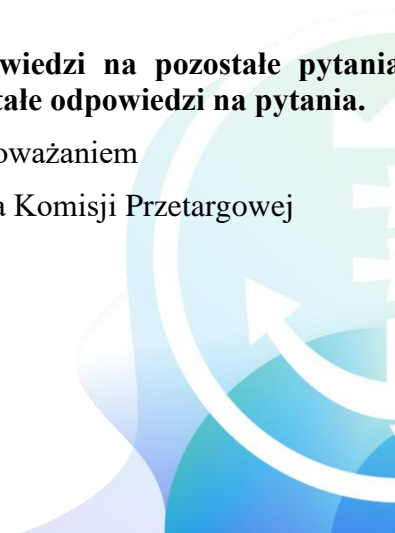 wiedzi na pozostałe pytania
tałe odpowiedzi na pytania.
oważaniem
a Komisji Przetargowej